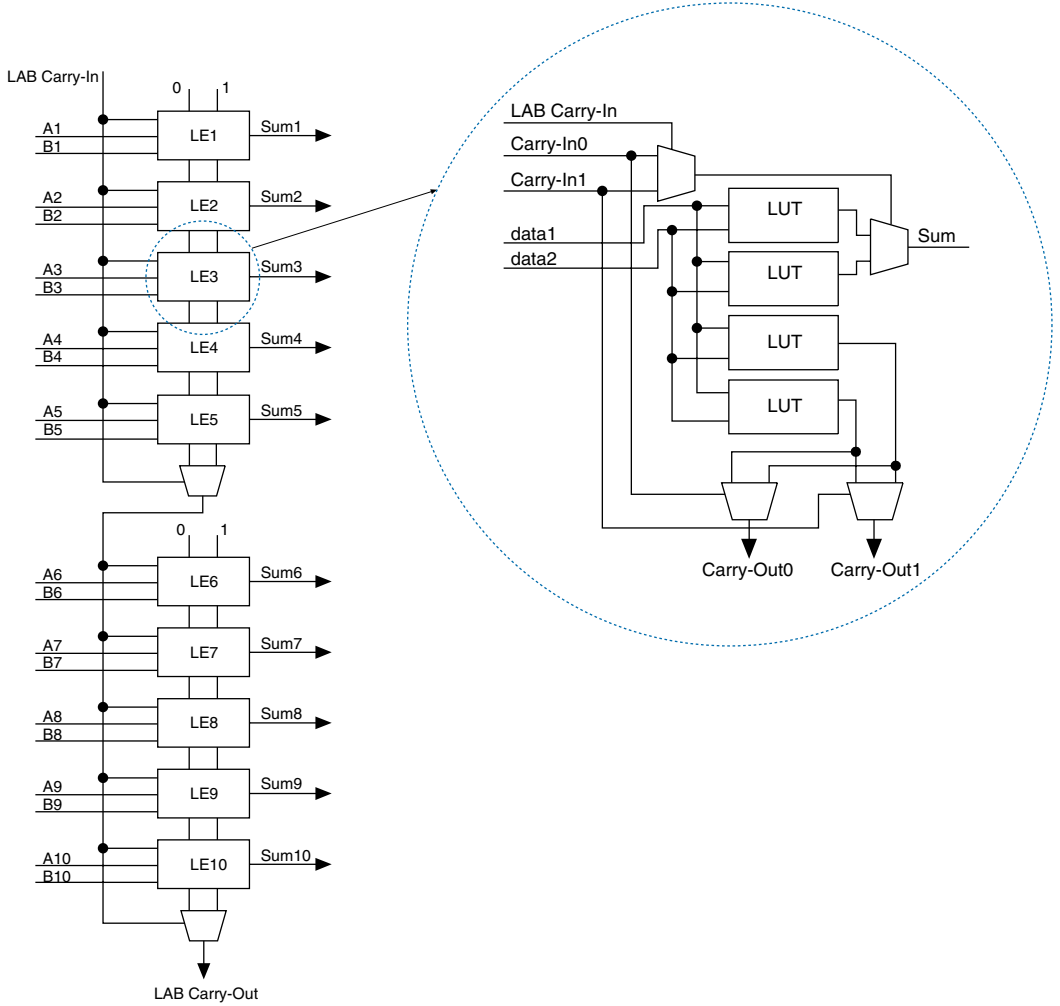 LAB Carry-In
0 1
A1
B1
LE1
Sum1
A2
B2
LE2
Sum2
A3
B3
LE3
Sum3
A4
B4
LE4
Sum4
A5
B5
LE5
Sum5
0 1
A6
B6
LE6
Sum6
A7
B7
LE7
Sum7
A8
B8
LE8
Sum8
A9
B9
LE9
Sum9
A10
B10
LE10
Sum10
LAB Carry-Out
LAB Carry-In
Carry-In0
Carry-In1
data1
data2
LUT
LUT
LUT
LUT
Sum
Carry-Out0
Carry-Out1